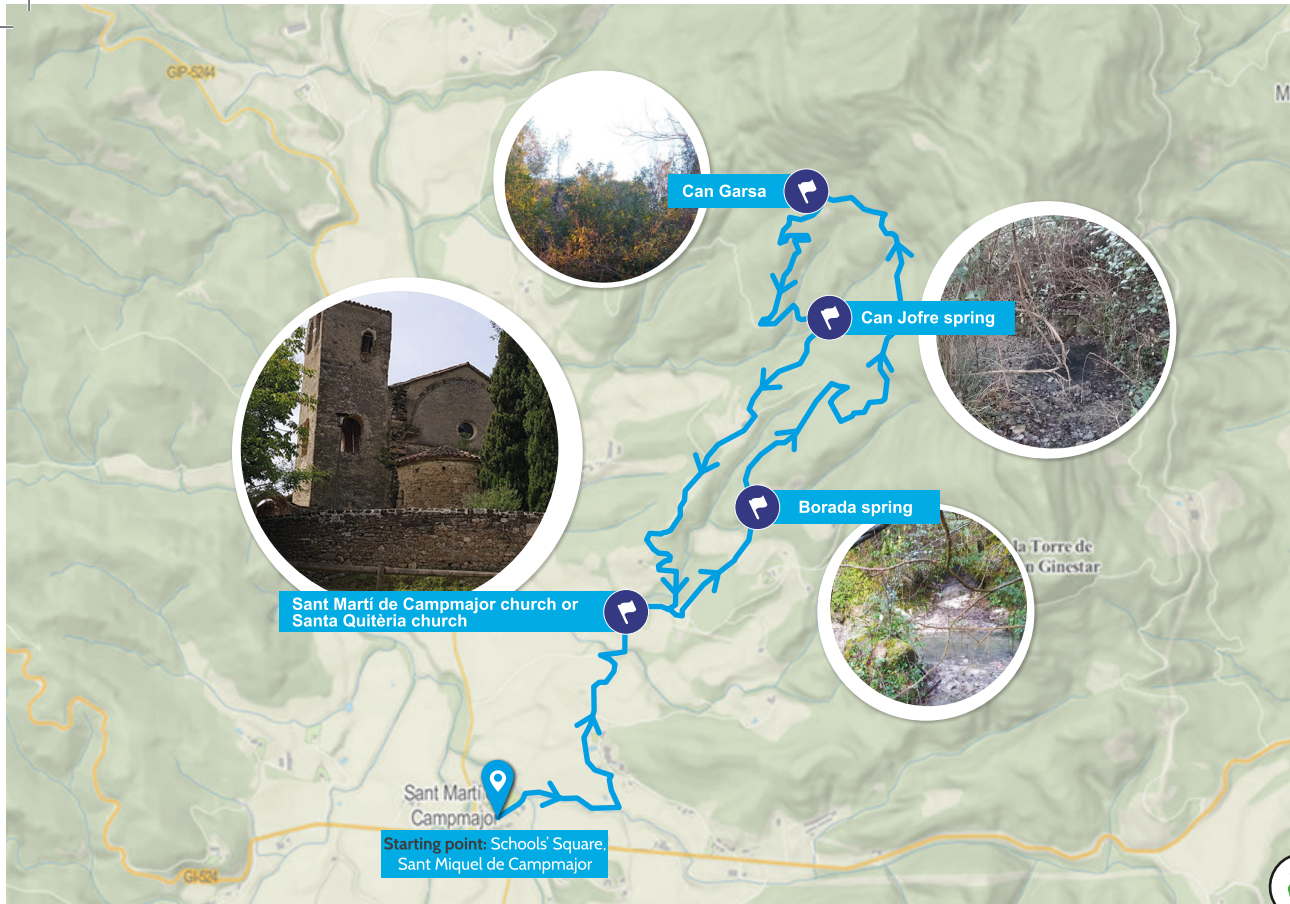 GIP-5244
M
Can Garsa
Can Jofre spring
Borada spring
la Torre de
n Ginestar
Sant Martí de Campmajor church or
Santa Quitèria church
Sant Martí
Campmajor
Starting point: Schools' Square,
Sant Miquel de Campmajor
GI-524